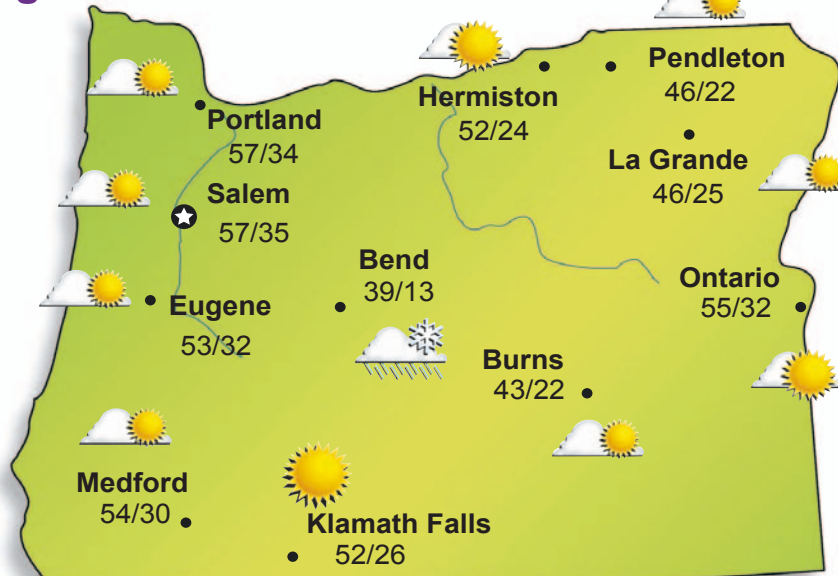 Pendleton
46/22
Hermiston
52/24
Portland
57/34
La Grande
46/25
Salem
57/35
Bend
39/13
Ontario
55/32
Eugene
53/32
Burns
43/22
Medford
54/30
Klamath Falls
52/26